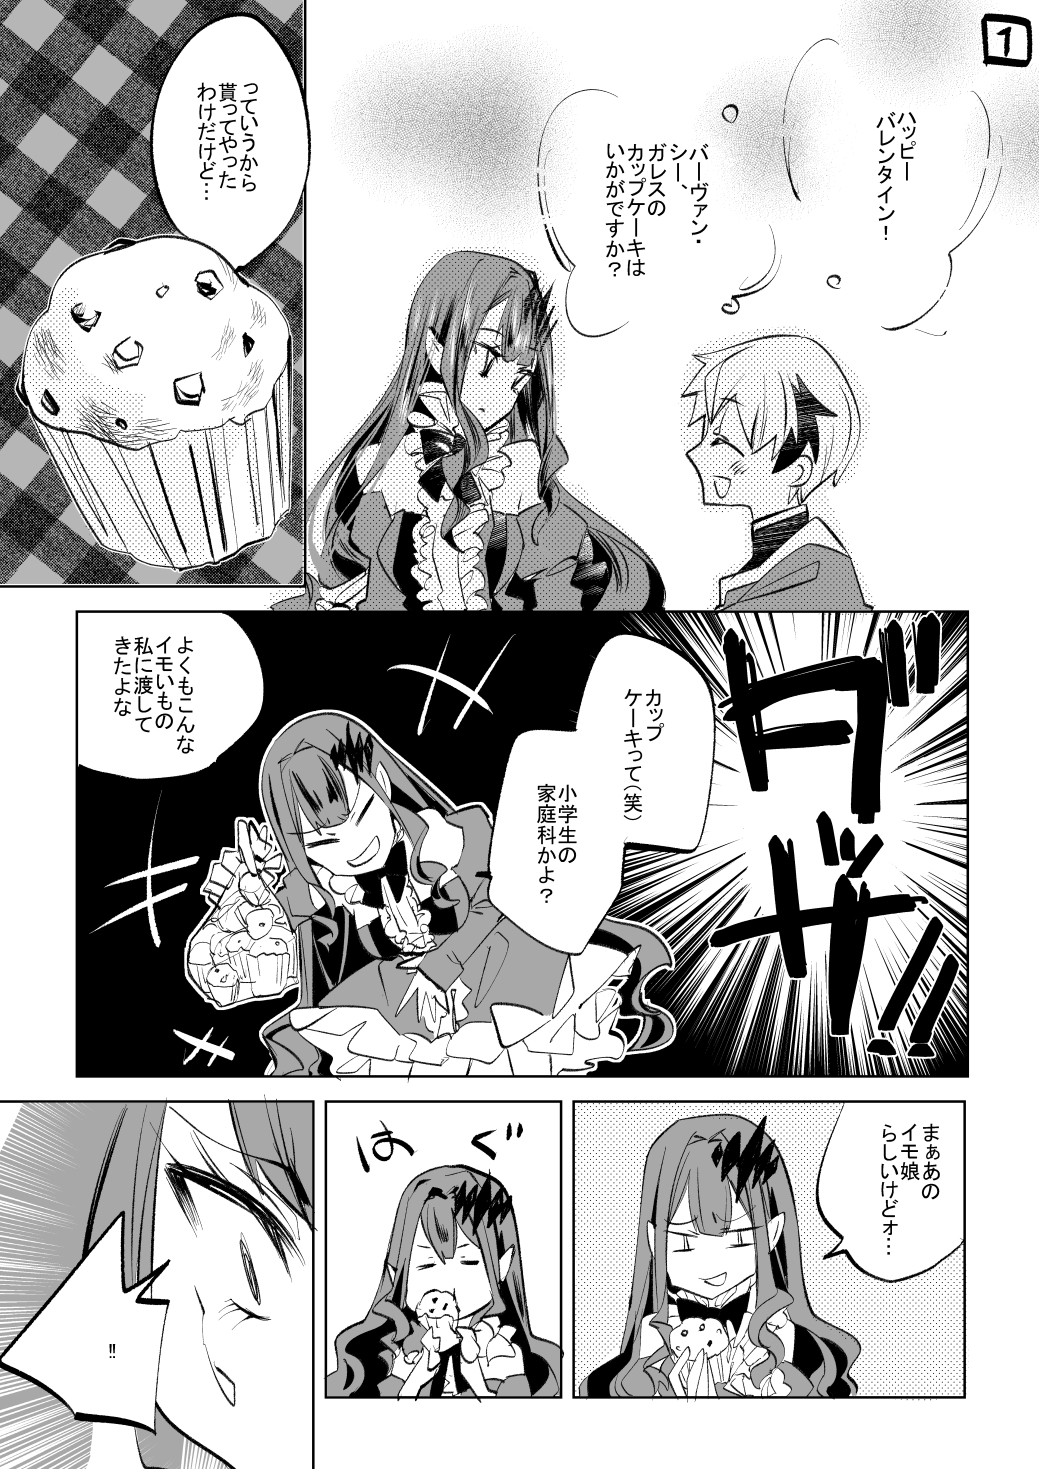 1
ハッピー
バレンタイン！
バーヴァン・
シー、
ガレスの
カップケーキは
いかがですか？
っていうから
貰ってやった
わけだけど…
ダッ
サ!!
カップ
ケーキって（笑）
小学生の
家庭科かよ？
よくもこんな
イモいもの
私に渡して
きたよな
まぁあの
イモ娘
らしいけどォ…
はぐ
!!